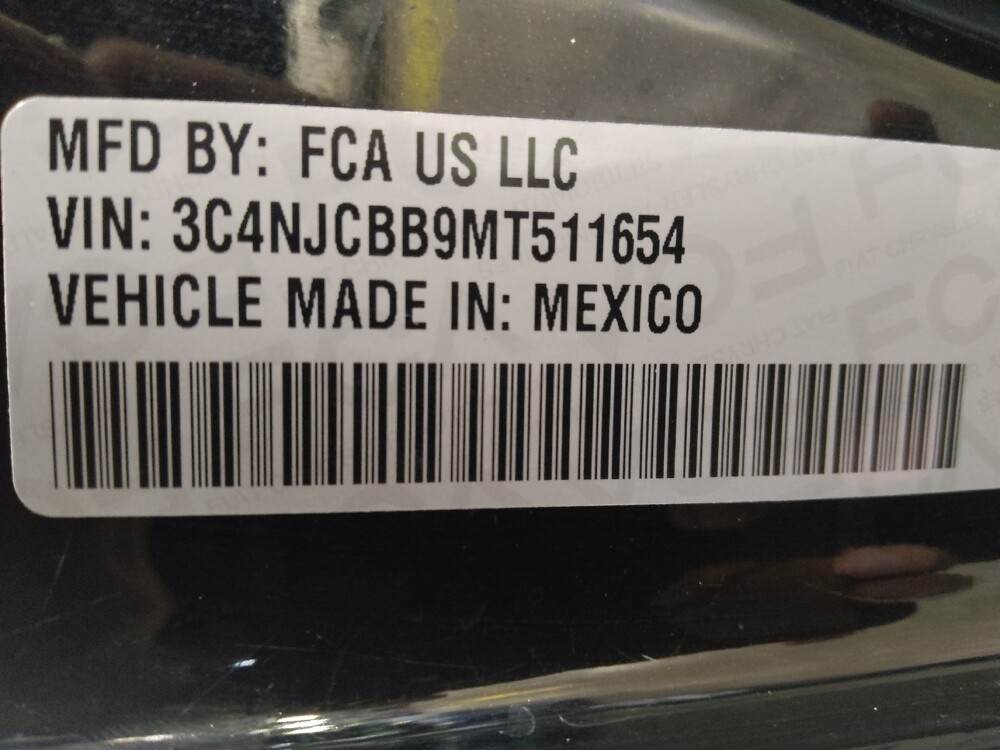 MFD BY: FCA US LLC
VIN: 3C4NJCBB9MT511654
VEHICLE MADE IN: MEXICO